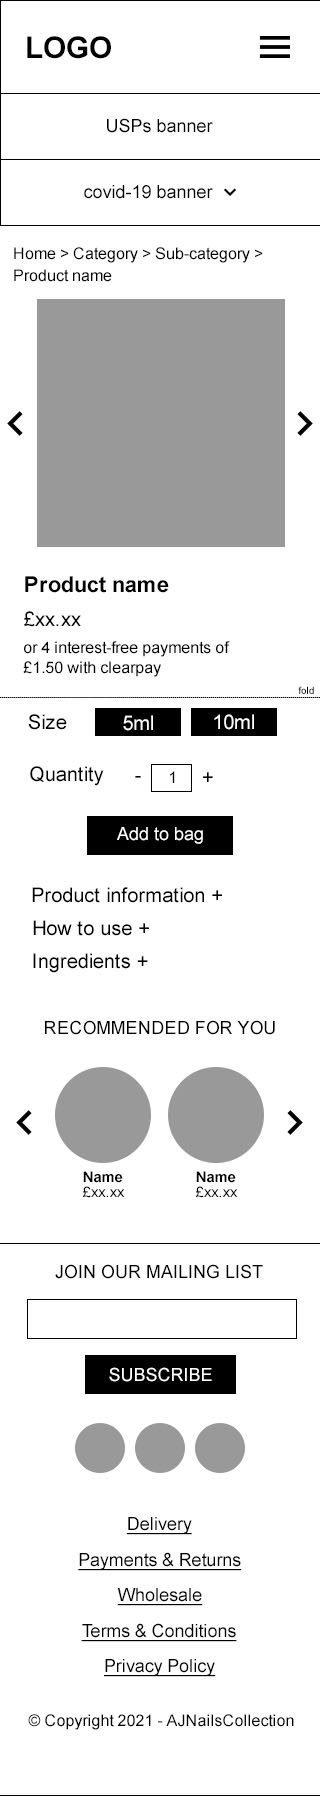 LOGO
USPs banner
covid-19 banner
Home > Category > Sub-category >
Product name
Product name
£xx.xx
or 4 interest-free payments of
£1.50 with clearpay
fold
Size 5ml 10ml
Quantity - 1 +
Add to bag
Product information +
How to use +
Ingredients +
RECOMMENDED FOR YOU
Name Name
£xx.xx £xx.xx
JOIN OUR MAILING LIST
SUBSCRIBE
Delivery
Payments & Returns
Wholesale
Terms & Conditions
Privacy Policy
© Copyright 2021 - AJNailsCollection